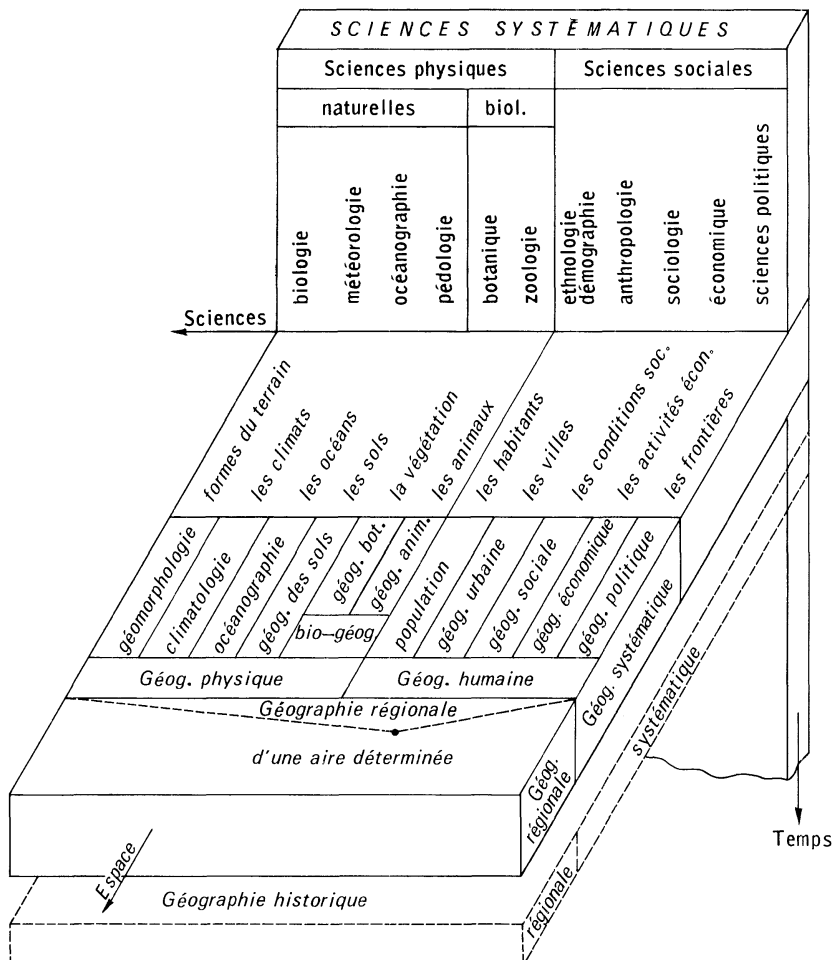 SCIENCES SYSTÉMATIQUES
Sciences physiques
Sciences sociales
naturelles
biol.
biologie
météorologie
océanographie
pédologie
botanique
zoologie
ethnologie
démographie
anthropologie
sociologie
économique
sciences politiques
Sciences
formes du terrain
les climats
les océans
les sols
la végétation
les animaux
les habitants
les villes
les conditions soc.
les activités écon.
les frontières
géomorphologie
climatologie
océanographie
géog. des sols
géog. bot.
géog. anim.
bio-géog.
population
géog. urbaine
géog. sociale
géog. économique
géog. politique
Géog. systématique
systématique
Géog. physique
Géog. humaine
Géographie régionale
d'une aire déterminée
Géog.
régionale
Temps
Espace
Géographie historique
régionale